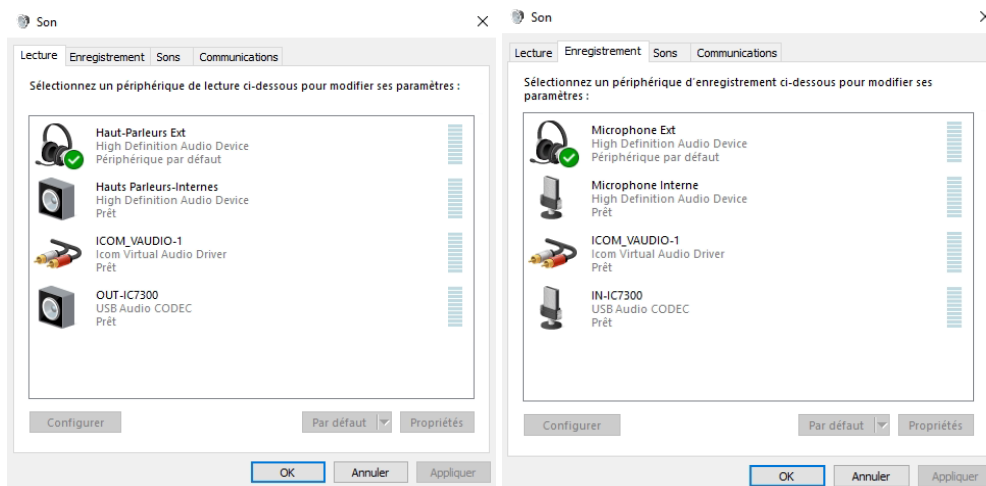 Son
Lecture Enregistrement Sons Communications
Sélectionnez un périphérique de lecture ci-dessous pour modifier ses paramètres :
Haut-Parleurs Ext
High Definition Audio Device
Périphérique par défaut
Hauts Parleurs-Internes
High Definition Audio Device
Prêt
ICOM_VAUDIO-1
Icom Virtual Audio Driver
Prêt
OUT-IC7300
USB Audio CODEC
Prêt
Configurer Par défaut Propriétés
OK Annuler Appliquer
Son
Lecture Enregistrement Sons Communications
Sélectionnez un périphérique d'enregistrement ci-dessous pour modifier ses
paramètres :
Microphone Ext
High Definition Audio Device
Périphérique par défaut
Microphone Interne
High Definition Audio Device
Prêt
ICOM_VAUDIO-1
Icom Virtual Audio Driver
Prêt
IN-IC7300
USB Audio CODEC
Prêt
Configurer Par défaut Propriétés
OK Annuler Appliquer